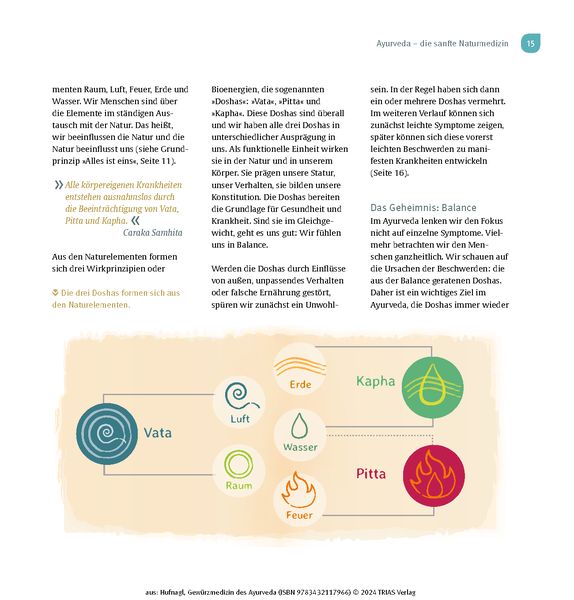 Ayurveda – die sanfte Naturmedizin 15
menten Raum, Luft, Feuer, Erde und
Wasser. Wir Menschen sind über
die Elemente im ständigen Aus-
tausch mit der Natur. Das heißt,
wir beeinflussen die Natur und die
Natur beeinflusst uns (siehe Grund-
prinzip »Alles ist eins«, Seite 11).
» Alle körpereigenen Krankheiten
entstehen ausnahmslos durch
die Beeinträchtigung von Vata,
Pitta und Kapha. «
Caraka Samhita
Aus den Naturelementen formen
sich drei Wirkprinzipien oder
Die drei Doshas formen sich aus
den Naturelementen.
Bioenergien, die sogenannten
»Doshas«: »Vata«, »Pitta« und
»Kapha«. Diese Doshas sind überall
und wir haben alle drei Doshas in
unterschiedlicher Ausprägung in
uns. Als funktionelle Einheit wirken
sie in der Natur und in unserem
Körper. Sie prägen unsere Statur,
unser Verhalten, sie bilden unsere
Konstitution. Die Doshas bereiten
die Grundlage für Gesundheit und
Krankheit. Sind sie im Gleichge-
wicht, geht es uns gut: Wir fühlen
uns in Balance.
Werden die Doshas durch Einflüsse
von außen, unpassendes Verhalten
oder falsche Ernährung gestört,
spüren wir zunächst ein Unwohl-
sein. In der Regel haben sich dann
ein oder mehrere Doshas vermehrt.
Im weiteren Verlauf können sich
zunächst leichte Symptome zeigen,
später können sich diese vorerst
leichten Beschwerden zu mani-
festen Krankheiten entwickeln
(Seite 16).
Das Geheimnis: Balance
Im Ayurveda lenken wir den Fokus
nicht auf einzelne Symptome. Viel-
mehr betrachten wir den Men-
schen ganzheitlich. Wir schauen auf
die Ursachen der Beschwerden: die
aus der Balance geratenen Doshas.
Daher ist ein wichtiges Ziel im
Ayurveda, die Doshas immer wieder
Vata
Luft
Raum
Erde
Wasser
Feuer
Kapha
Pitta
aus: Hufnagl, Gewürzmedizin des Ayurveda (ISBN 9783432117966) © 2024 TRIAS Verlag